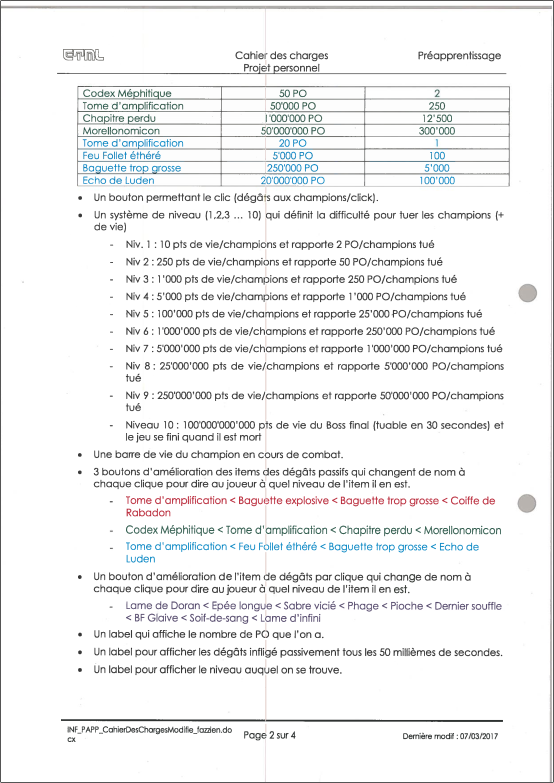 ETML
Cahier des charges
Préapprentissage
Projet personnel
Codex Méphitique 50 PO 2
Tome d'amplification 50'000 PO 250
Chapitre perdu 1'000'000 PO 12'500
Morellonomicon 50'000'000 PO 300'000
Tome d'amplification 20 PO 1
Feu Follet éthéré 5'000 PO 100
Baguette trop grosse 250'000 PO 5'000
Echo de Luden 20'000'000 PO 100'000
• Un bouton permettant le clic (dégâts aux champions/click).
• Un système de niveau (1,2,3 ... 10) qui définit la difficulté pour tuer les champions (+
de vie)
- Niv. 1 : 10 pts de vie/champions et rapporte 2 PO/champions tué
- Niv 2 : 250 pts de vie/champions et rapporte 50 PO/champions tué
- Niv 3 : 1'000 pts de vie/champions et rapporte 250 PO/champions tué
- Niv 4 : 5'000 pts de vie/champions et rapporte 1'000 PO/champions tué
- Niv 5 : 100'000 pts de vie/champions et rapporte 25'000 PO/champions tué
- Niv 6 : 1'000'000 pts de vie/champions et rapporte 250'000 PO/champions tué
- Niv 7 : 5'000'000 pts de vie/champions et rapporte 1'000'000 PO/champions tué
- Niv 8 : 25'000'000 pts de vie/champions et rapporte 5'000'000 PO/champions
tué
- Niv 9 : 250'000'000 pts de vie/champions et rapporte 50'000'000 PO/champions
tué
- Niveau 10 : 100'000'000'000 pts de vie du Boss final (tuable en 30 secondes) et
le jeu se fini quand il est mort
• Une barre de vie du champion en cours de combat.
• 3 boutons d'amélioration des items des dégâts passifs qui changent de nom à
chaque clique pour dire au joueur à quel niveau de l'item il en est.
- Tome d'amplification < Baguette explosive < Baguette trop grosse < Coiffe de
Rabadon
- Codex Méphitique < Tome d'amplification < Chapitre perdu < Morellonomicon
- Tome d'amplification < Feu Follet éthéré < Baguette trop grosse < Echo de
Luden
• Un bouton d'amélioration de l'item de dégâts par clique qui change de nom à
chaque clique pour dire au joueur à quel niveau de l'item il en est.
- Lame de Doran < Epée longue < Sabre vicié < Phage < Pioche < Dernier souffle
< BF Glaive < Soif-de-sang < Lame d'infini
• Un label qui affiche le nombre de PO que l'on a.
• Un label pour afficher les dégâts infligé passivement tous les 50 millièmes de secondes.
• Un label pour afficher le niveau auquel on se trouve.
INF_PAPP_CahierDesChargesModifie_fazzien.do
cx
Page 2 sur 4
Dernière modif : 07/03/2017